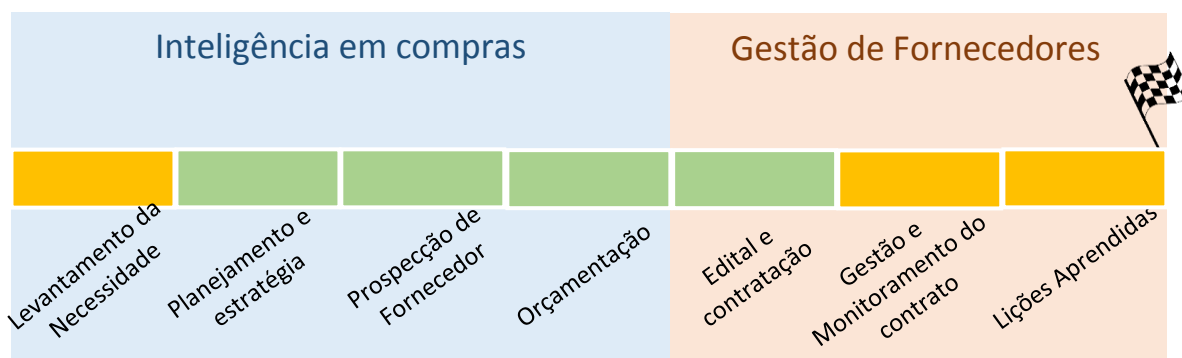 Inteligência em compras
Gestão de Fornecedores
Levantamento da
Necessidade
Planejamento e
estratégia
Prospecção de
Fornecedor
Orçamentação
Edital e
contratação
Gestão e
Monitoramento do
contrato
Lições Aprendidas